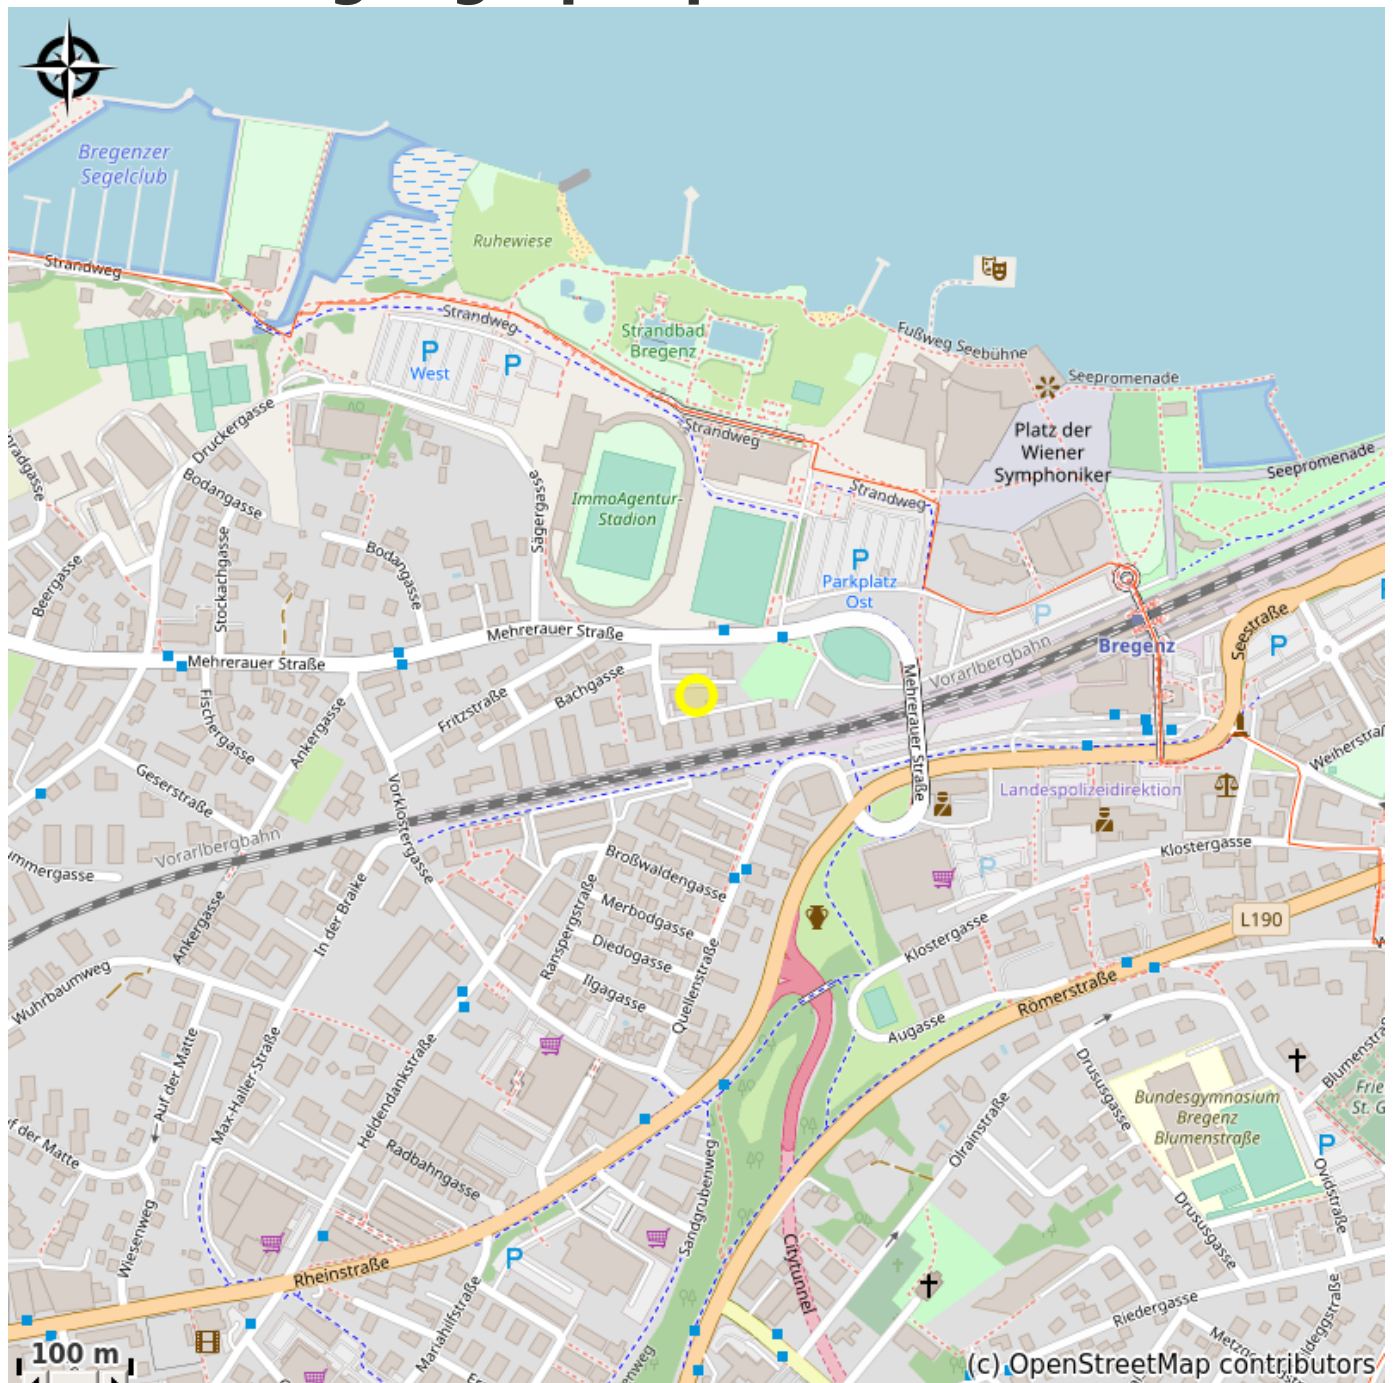 Bregenzer
Segelclub
Ruhewiese
Strandweg
Strandweg
Strandbad
Bregenz
Fußweg Seebühne
Seepromenade
West
Platz der
Wiener
Symphoniker
Strandweg
Seepromenade
Druckergasse
Bodangasse
Sägergasse
ImmoAgentur-
Stadion
Strandweg
Beergasse
Stockachgasse
Bodangasse
Parkplatz
Ost
Seestraße
Mehrerauer Straße
Bregenz
Vorarlbergbahn
Mehrerauer Straße
Fischergasse
Ankergasse
Fritzstraße
Bachgasse
Mehrerauer Straße
Geserstraße
Vorklostergasse
Landespolizeidirektion
Vorarlbergbahn
Klostergasse
Broßwaldengasse
Merbodgasse
Diedogasse
Ilgagasse
Ranspergstraße
Quellenstraße
Klostergasse
L190
Ankergasse
In der Braike
Wuhrbaumweg
Römerstraße
Augasse
Auf der Matte
Max-Haller-Straße
Heldendankstraße
Radbahngasse
Drususgasse
Bundesgymnasium
Bregenz
Blumenstraße
Ölrainstraße
Ovidstraße
Drususgasse
Wiesenweg
Sandgrubenweg
Rheinstraße
Citytunnel
Mariahilfstraße
Riedergasse
100 m
(c) OpenStreetMap contributors